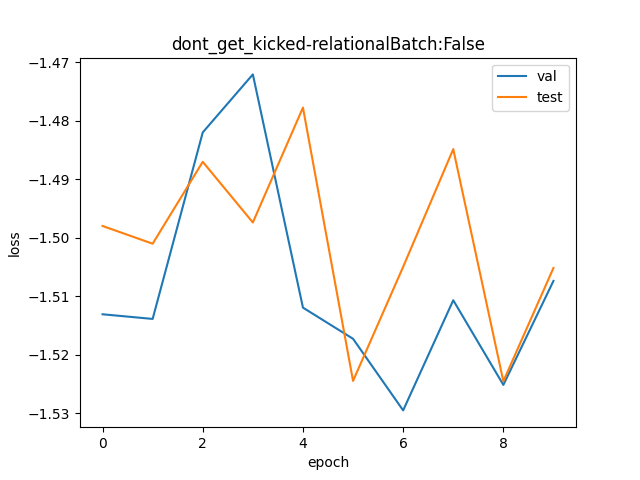 dont_get_kicked-relationalBatch:False
−1.47
−1.48
−1.49
−1.50
−1.51
−1.52
−1.53
loss
0
2
4
6
8
epoch
val
test